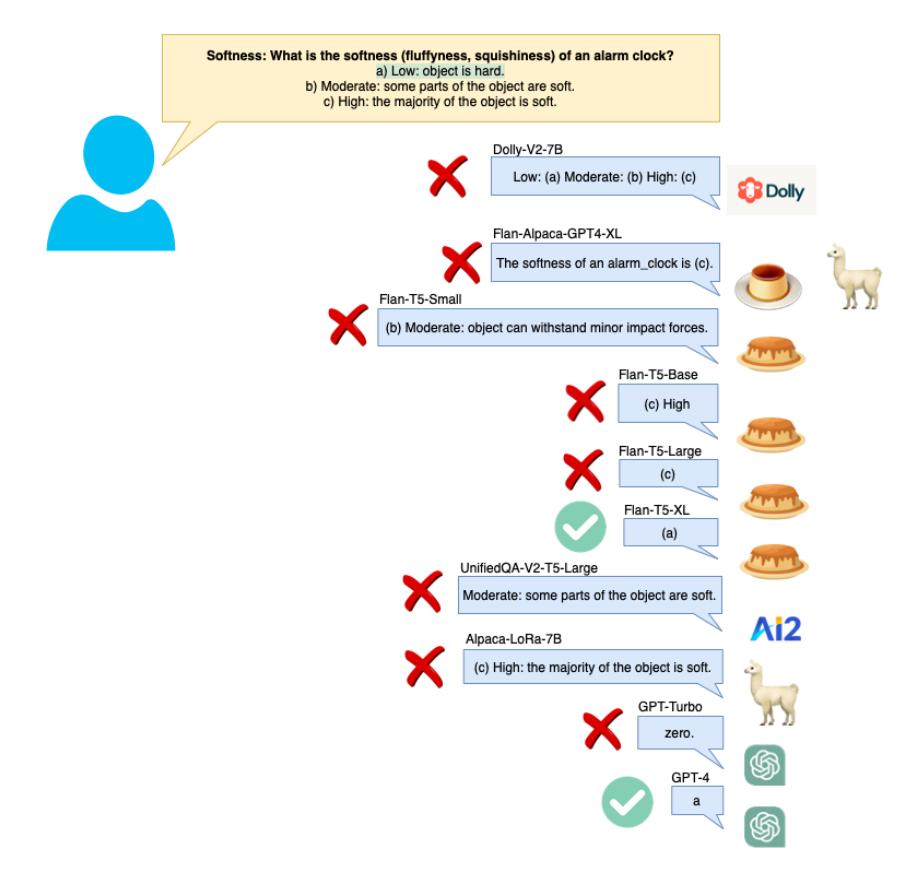 Softness: What is the softness (fluffyness, squishiness) of an alarm clock?
a) Low: object is hard.
b) Moderate: some parts of the object are soft.
c) High: the majority of the object is soft.
Dolly-V2-7B
Low: (a) Moderate: (b) High: (c)
Dolly
Flan-Alpaca-GPT4-XL
The softness of an alarm_clock is (c).
Flan-T5-Small
(b) Moderate: object can withstand minor impact forces.
Flan-T5-Base
(c) High
Flan-T5-Large
(c)
Flan-T5-XL
(a)
UnifiedQA-V2-T5-Large
Moderate: some parts of the object are soft.
Ai2
Alpaca-LoRa-7B
(c) High: the majority of the object is soft.
GPT-Turbo
zero.
GPT-4
a